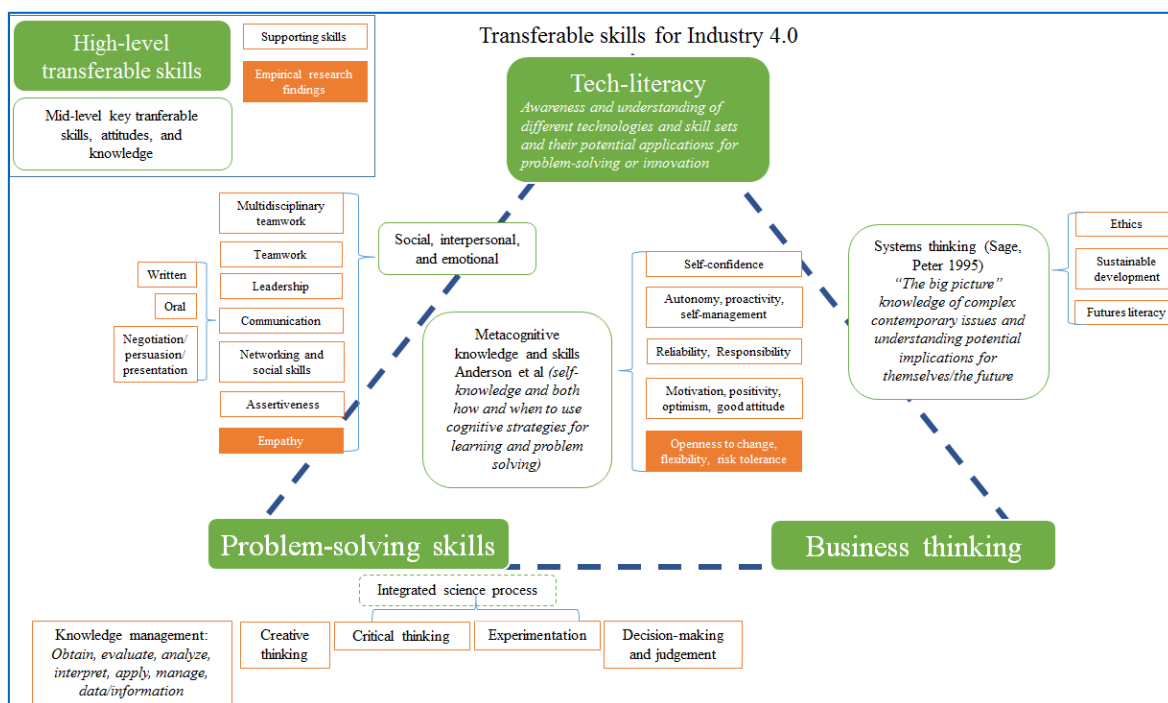 High-level
transferable skills
Supporting skills
Empirical research
findings
Mid-level key tranferable
skills, attitudes, and
knowledge
Transferable skills for Industry 4.0
Tech-literacy
Awareness and understanding of
different technologies and skill sets
and their potential applications for
problem-solving or innovation
Multidisciplinary
teamwork
Teamwork
Leadership
Communication
Networking and
social skills
Assertiveness
Empathy
Written
Oral
Negotiation/
persuasion/
presentation
Social, interpersonal,
and emotional
Metacognitive
knowledge and skills
Anderson et al (self-
knowledge and both
how and when to use
cognitive strategies for
learning and problem
solving)
Self-confidence
Autonomy, proactivity,
self-management
Reliability, Responsibility
Motivation, positivity,
optimism, good attitude
Openness to change,
flexibility, risk tolerance
Systems thinking (Sage,
Peter 1995)
"The big picture"
knowledge of complex
contemporary issues and
understanding potential
implications for
themselves/the future
Ethics
Sustainable
development
Futures literacy
Problem-solving skills
Business thinking
Integrated science process
Knowledge management:
Obtain, evaluate, analyze,
interpret, apply, manage,
data/information
Creative
thinking
Critical thinking
Experimentation
Decision-making
and judgement